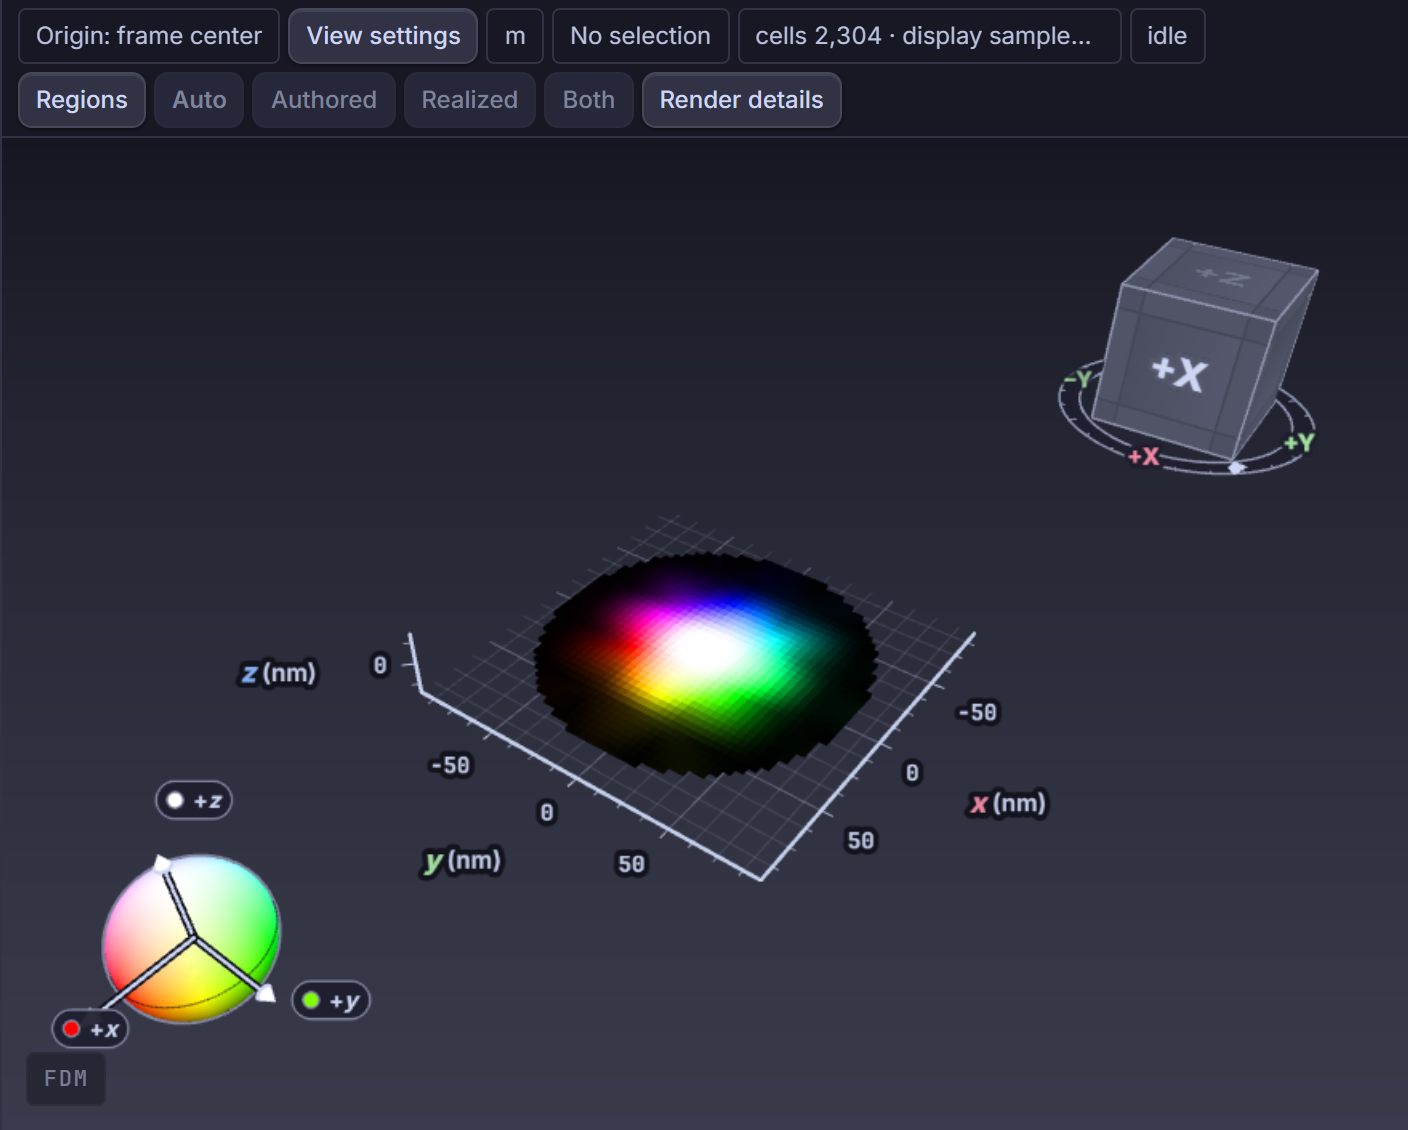 Origin: frame center View settings m No selection cells 2,304 · display sample... idle
Regions Auto Authored Realized Both Render details
+Z
+X
-Y
+Y
+X
z (nm)
0
-50
0
50
y (nm)
-50
0
50
x (nm)
+z
+y
+x
FDM